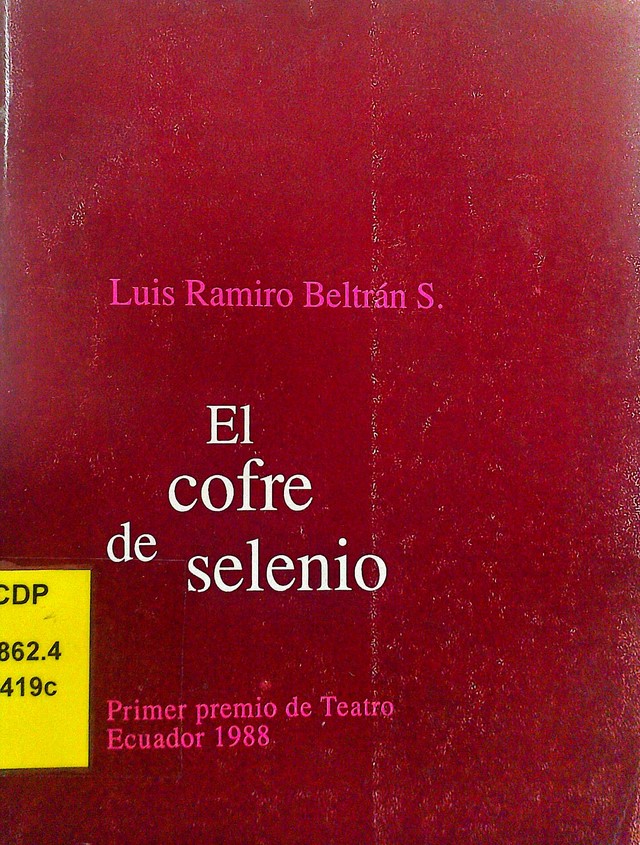 Luis Ramiro Beltrán S.
El
cofre
de selenio
CDP
862.4
419c
Primer premio de Teatro
Ecuador 1988